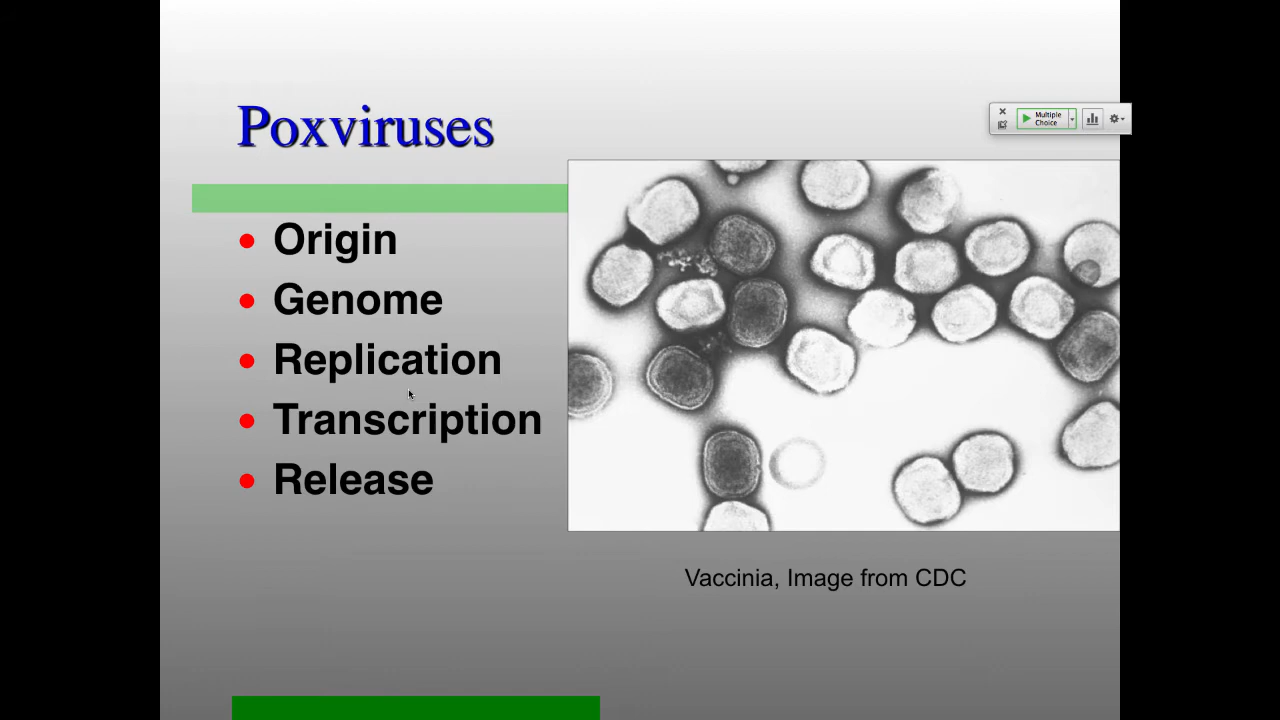 Poxviruses
Multiple
Choice
Origin
Genome
Replication
Transcription
Release
Vaccinia, Image from CDC